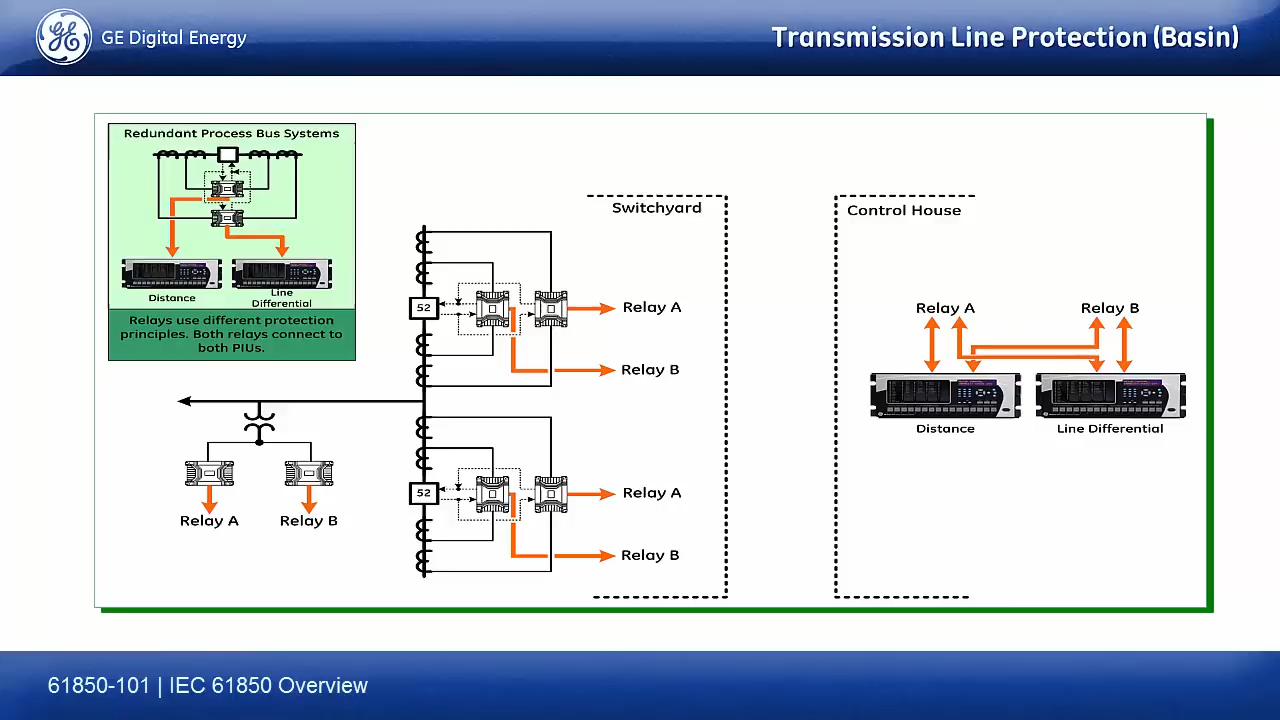 GE Digital Energy
Transmission Line Protection (Basin)
Redundant Process Bus Systems
Distance
Line
Differential
Relays use different protection
principles. Both relays connect to
both PIUs.
Switchyard
Control House
52
Relay A
Relay B
Relay A
Relay B
Distance
Line Differential
52
Relay A
Relay B
Relay A
Relay B
61850-101 | IEC 61850 Overview